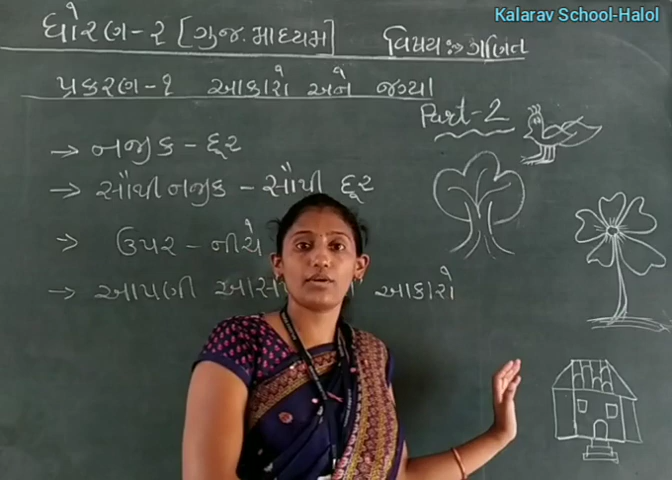 Kalarav School-Halol
ધોરણ-૨ [ગુજ. માધ્યમ] વિષય :- ગણિત
પ્રકરણ-૧ આકારો અને જગ્યા
Part-2
→ નજીક - દૂર
→ સૌથી નજીક - સૌથી દૂર
→ ઉપર - નીચે
→ આપણી આસ આકારો